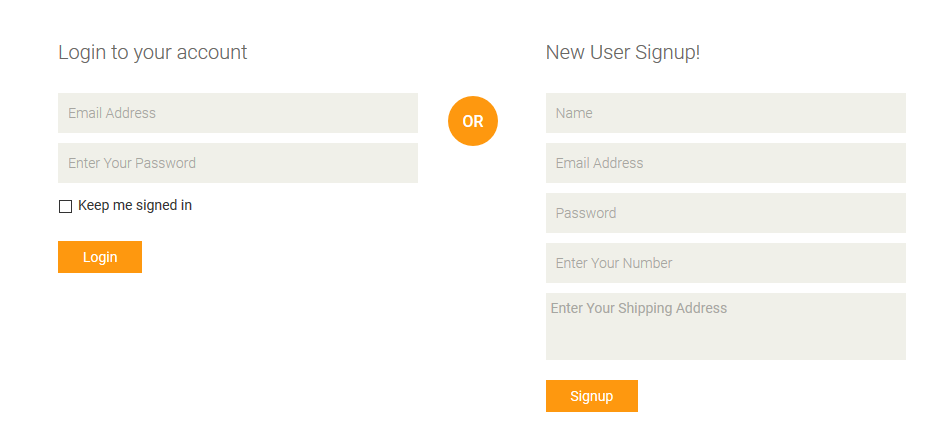 Login to your account
Email Address
Enter Your Password
Keep me signed in
Login
OR
New User Signup!
Name
Email Address
Password
Enter Your Number
Enter Your Shipping Address
Signup